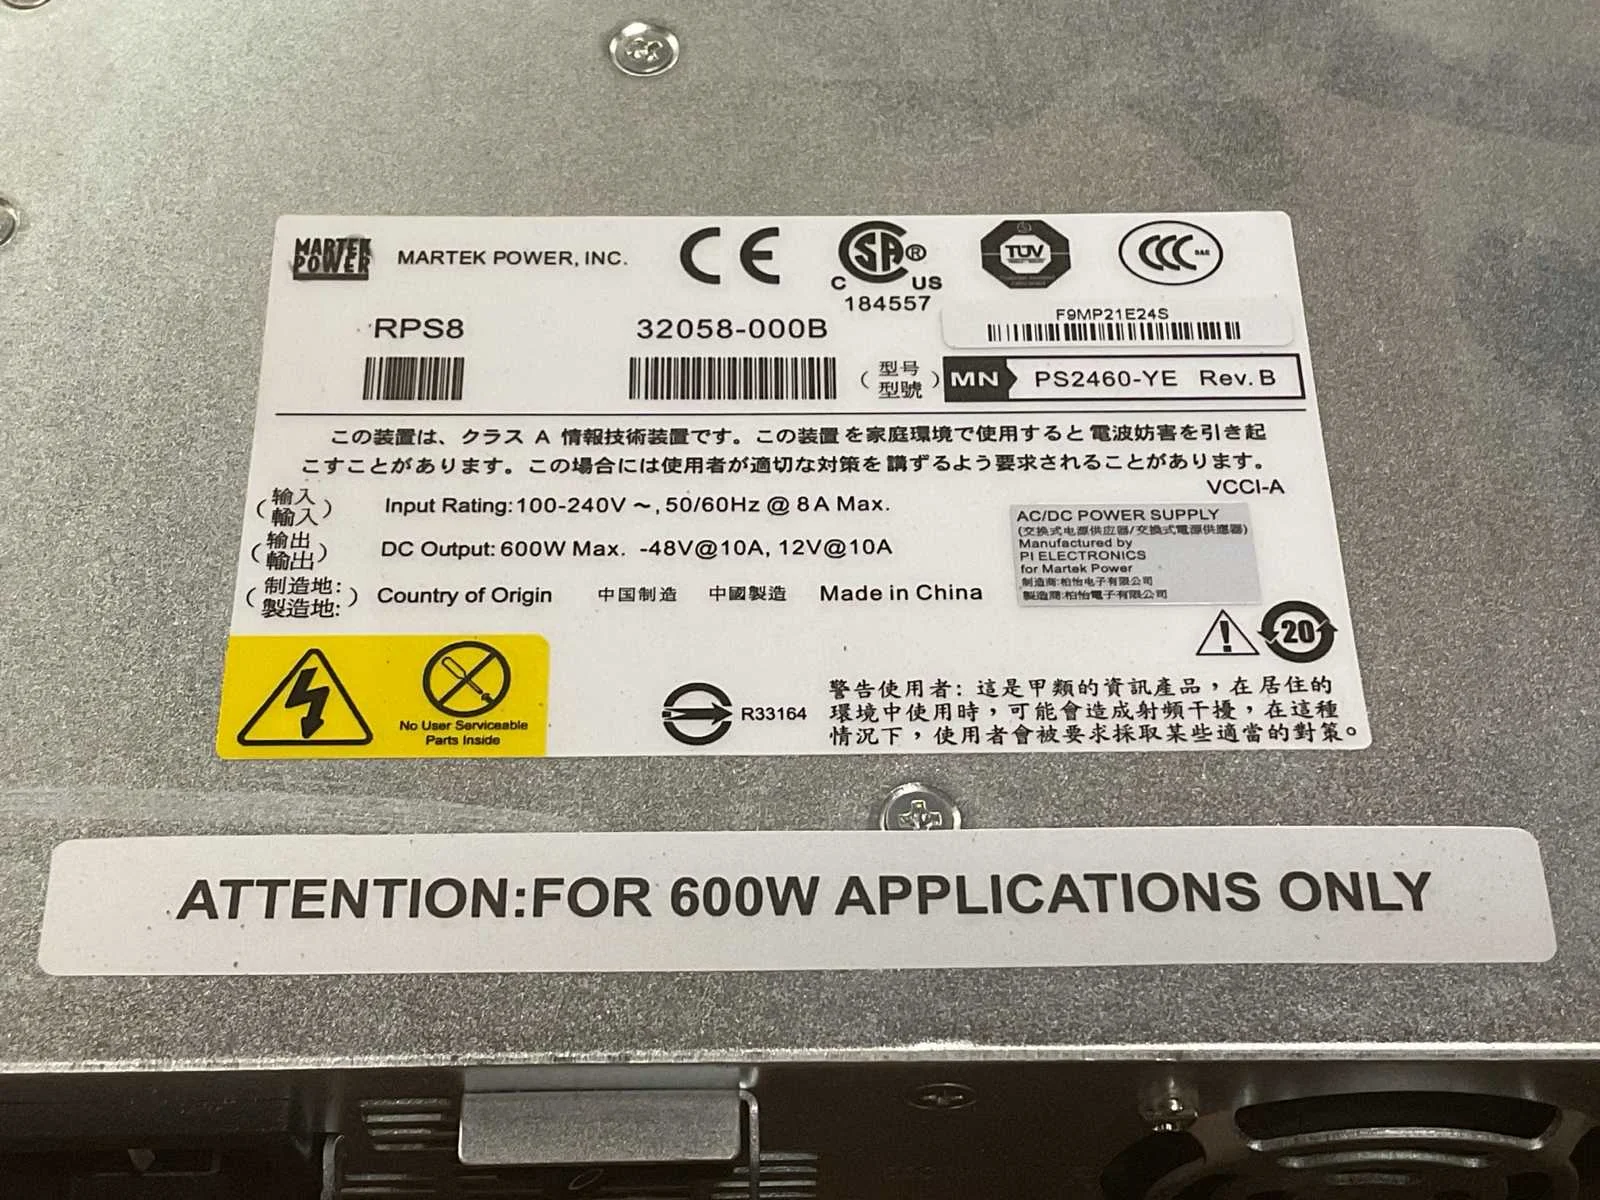 MARTEK POWER
MARTEK POWER, INC.
CE
CSA®
C US
184557
TÜV
CCC S&E
RPS8
32058-000B
F9MP21E24S
(型号 型號)
MN PS2460-YE Rev. B
この装置は、クラス A 情報技術装置です。この装置を家庭環境で使用すると電波妨害を引き起
こすことがあります。この場合には使用者が適切な対策を講ずるよう要求されることがあります。
VCCI-A
(输入 輸入) Input Rating: 100-240V ～, 50/60Hz @ 8A Max.
(输出 輸出) DC Output: 600W Max. -48V@10A, 12V@10A
(制造地: 製造地:) Country of Origin 中国制造 中國製造 Made in China
AC/DC POWER SUPPLY
(交换式电源供应器/交換式電源供應器)
Manufactured by
PI ELECTRONICS
for Martek Power
制造商:柏怡电子有限公司
製造商:柏怡電子有限公司
20
No User Serviceable
Parts Inside
R33164
警告使用者: 這是甲類的資訊產品，在居住的
環境中使用時，可能會造成射頻干擾，在這種
情況下，使用者會被要求採取某些適當的對策。
ATTENTION:FOR 600W APPLICATIONS ONLY